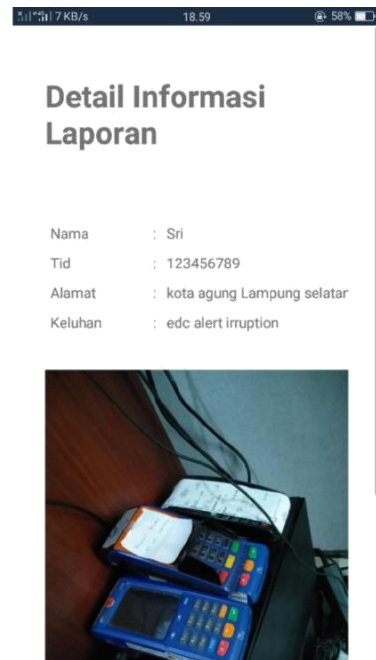 7 KB/s 18.59 58%
Detail Informasi
Laporan
Nama : Sri
Tid : 123456789
Alamat : kota agung Lampung selatar
Keluhan : edc alert irruption